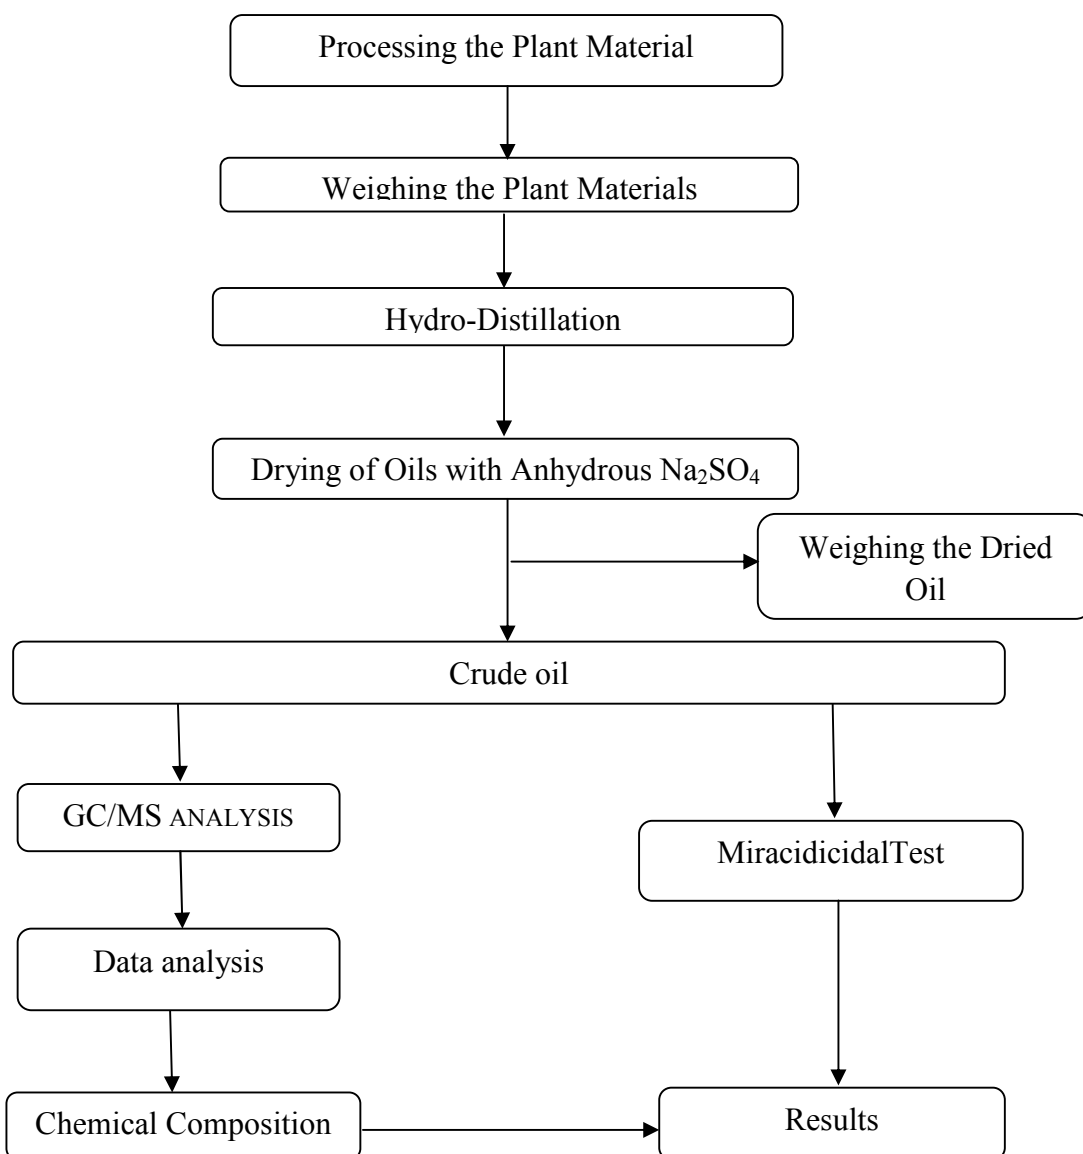 Processing the Plant Material
Weighing the Plant Materials
Hydro-Distillation
Drying of Oils with Anhydrous Na₂SO₄
Weighing the Dried
Oil
Crude oil
GC/MS ANALYSIS
MiracidicidalTest
Data analysis
Chemical Composition
Results